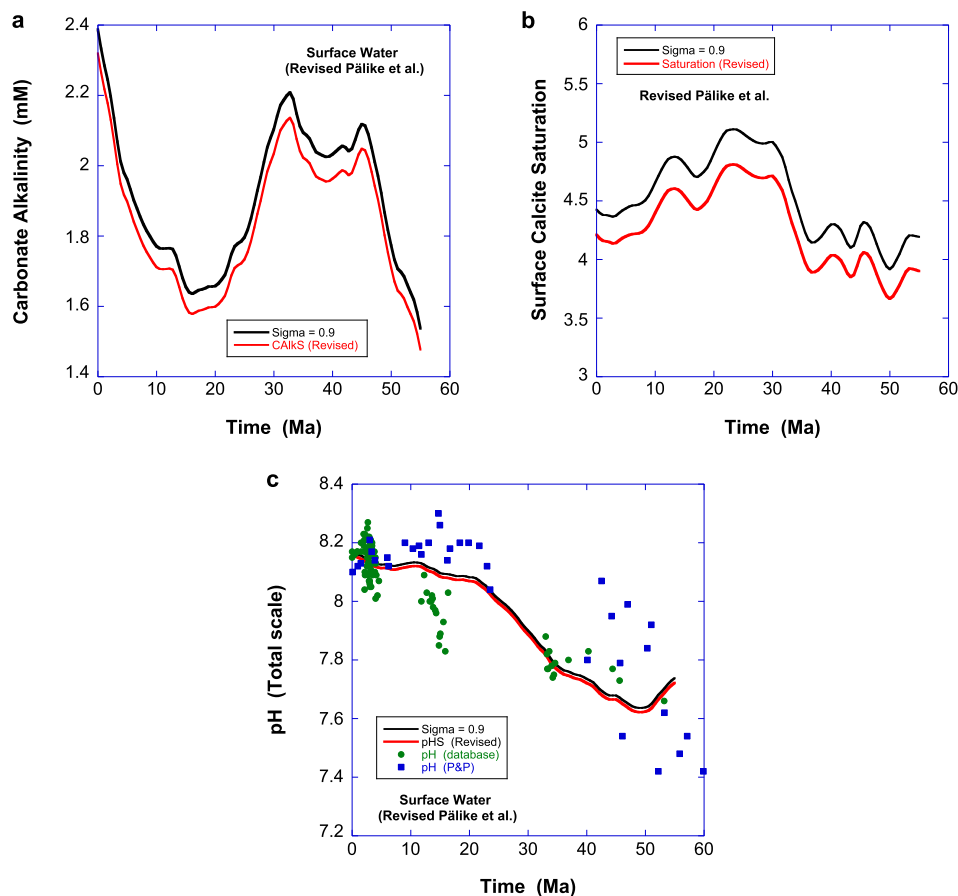 a
2.4
2.2
2
1.8
1.6
1.4
Carbonate Alkalinity (mM)
Surface Water
(Revised Pälike et al.)
Sigma = 0.9
CAlkS (Revised)
0
10
20
30
40
50
60
Time (Ma)
b
6
5.5
5
4.5
4
3.5
3
Surface Calcite Saturation
Sigma = 0.9
Saturation (Revised)
Revised Pälike et al.
0
10
20
30
40
50
60
Time (Ma)
c
8.4
8.2
8
7.8
7.6
7.4
7.2
pH (Total scale)
Sigma = 0.9
pHS (Revised)
pH (database)
pH (P&P)
Surface Water
(Revised Pälike et al.)
0
10
20
30
40
50
60
Time (Ma)